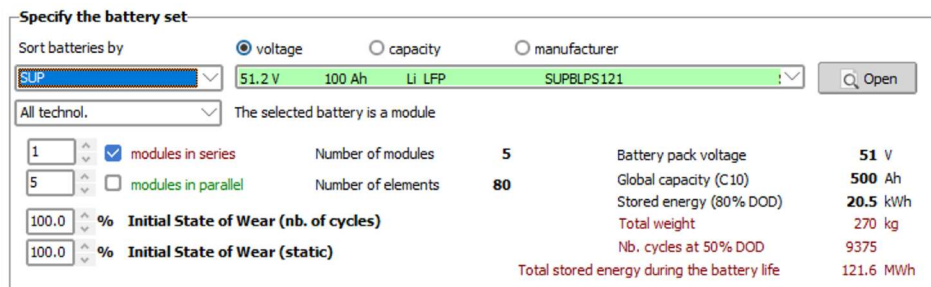 Specify the battery set
Sort batteries by voltage capacity manufacturer
SUP 51.2 V 100 Ah Li LFP SUPBLPS121 Open
All technol. The selected battery is a module
1 modules in series Number of modules 5 Battery pack voltage 51 V
5 modules in parallel Number of elements 80 Global capacity (C10) 500 Ah
Stored energy (80% DOD) 20.5 kWh
100.0 % Initial State of Wear (nb. of cycles) Total weight 270 kg
100.0 % Initial State of Wear (static) Nb. cycles at 50% DOD 9375
Total stored energy during the battery life 121.6 MWh